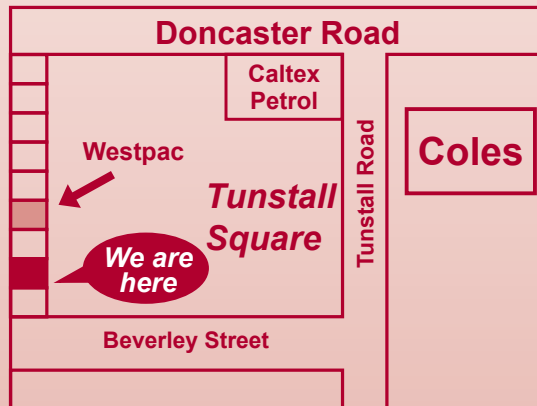 Doncaster Road
Caltex
Petrol
Westpac
Tunstall Road
Coles
Tunstall
Square
We are
here
Beverley Street